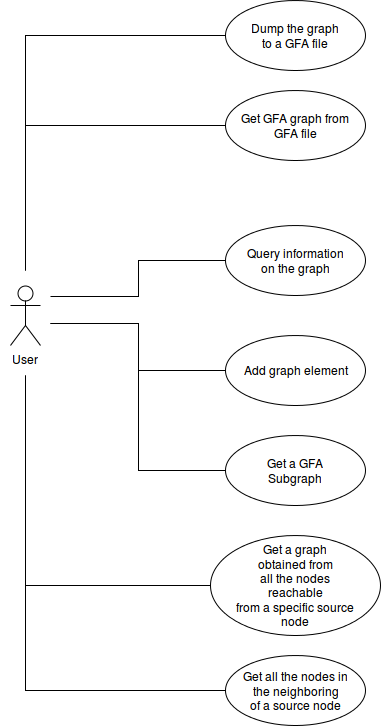 Dump the graph
to a GFA file
Get GFA graph from
GFA file
Query information
on the graph
User
Add graph element
Get a GFA
Subgraph
Get a graph
obtained from
all the nodes
reachable
from a specific source
node
Get all the nodes in
the neighboring
of a source node